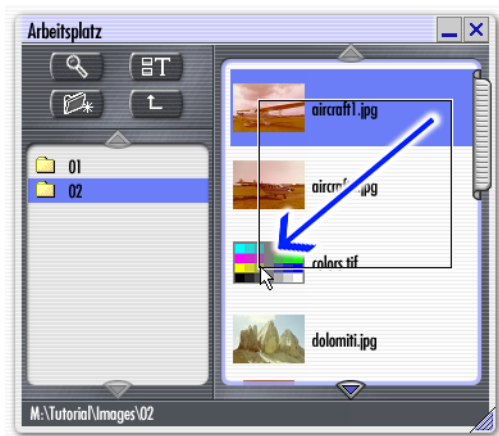 Arbeitsplatz
T
01
02
aircraft1.jpg
colors.tif
dolomiti.jpg
M:\Tutorial\Images\02